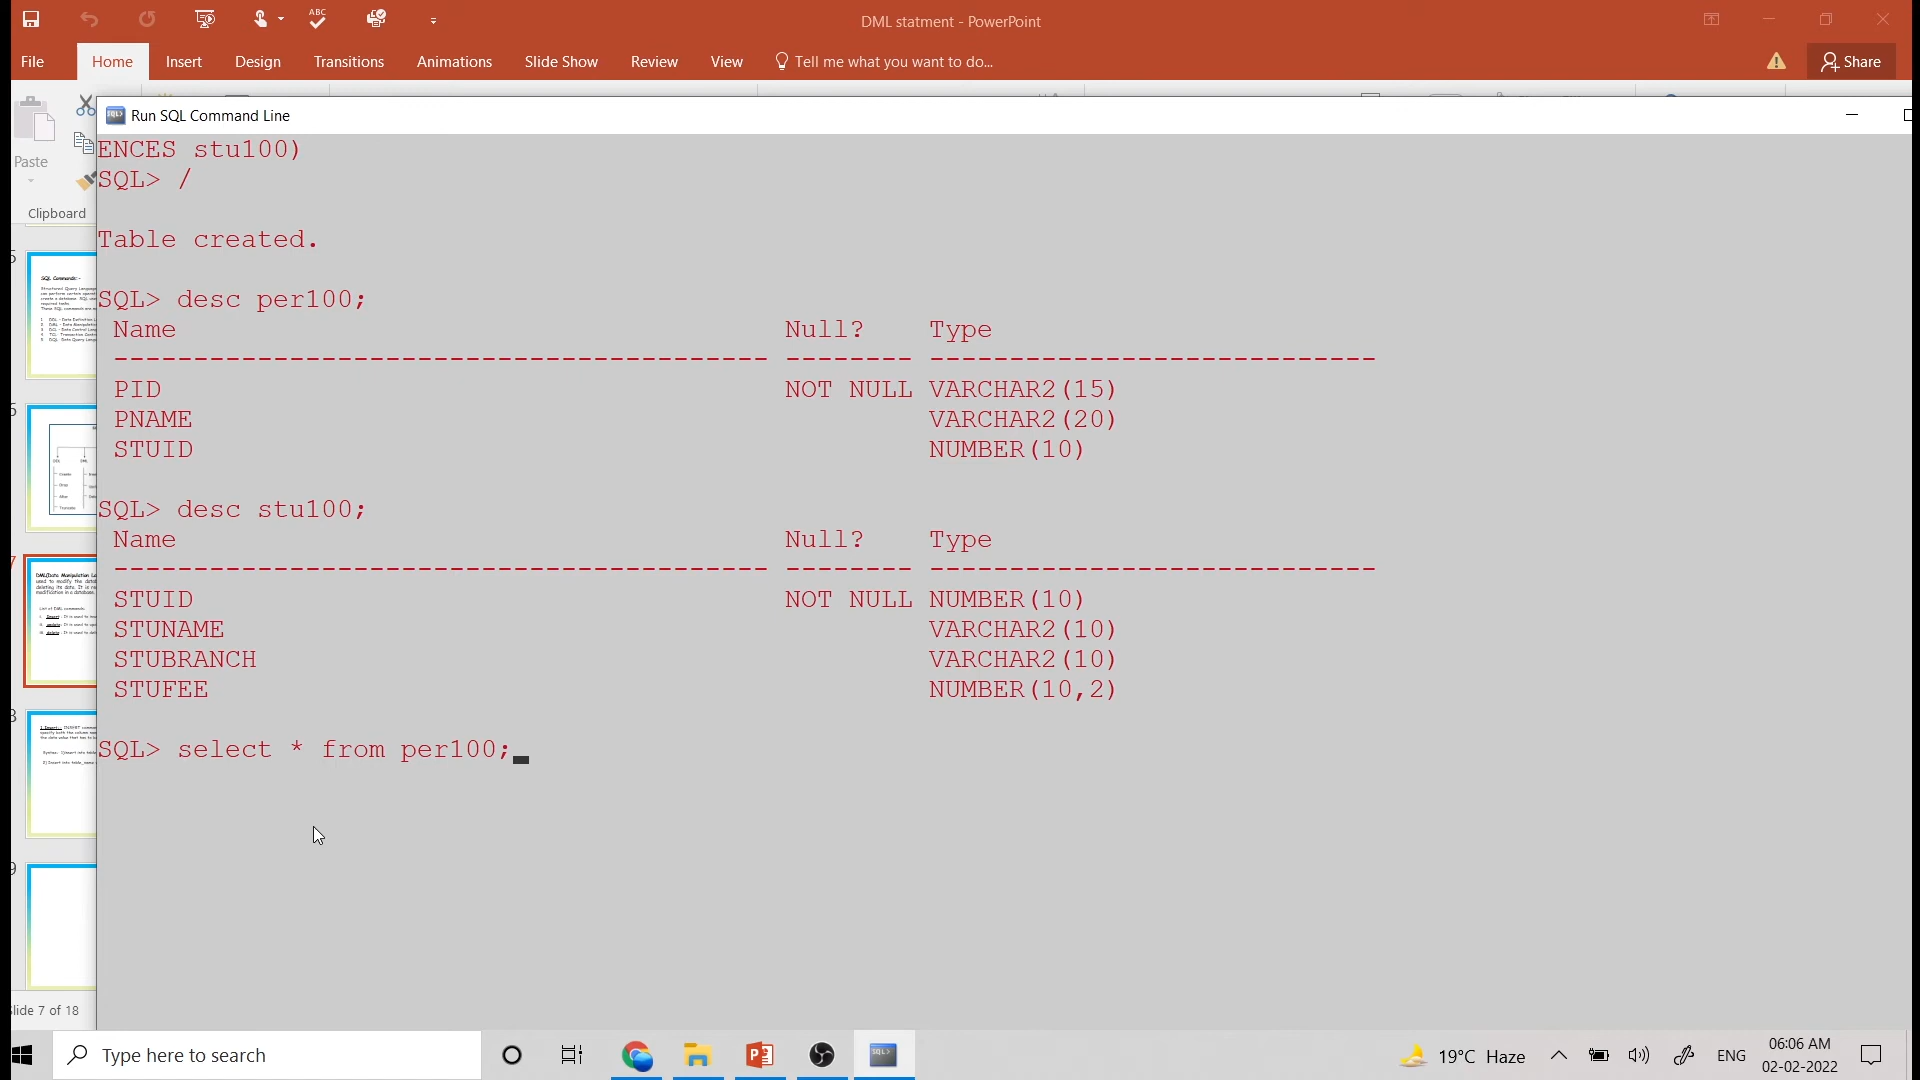 ABC
DML statment - PowerPoint
File Home Insert Design Transitions Animations Slide Show Review View Tell me what you want to do... Share
Paste
Clipboard
Run SQL Command Line
ENCES stu100)
SQL> /
Table created.
SQL> desc per100;
Name Null? Type
---------------------------------------- -------- ----------------------------
PID NOT NULL VARCHAR2(15)
PNAME VARCHAR2(20)
STUID NUMBER(10)
SQL> desc stu100;
Name Null? Type
---------------------------------------- -------- ----------------------------
STUID NOT NULL NUMBER(10)
STUNAME VARCHAR2(10)
STUBRANCH VARCHAR2(10)
STUFEE NUMBER(10,2)
SQL> select * from per100;
SQL Commands:-
lide 7 of 18
Type here to search
19°C Haze
ENG
06:06 AM
02-02-2022